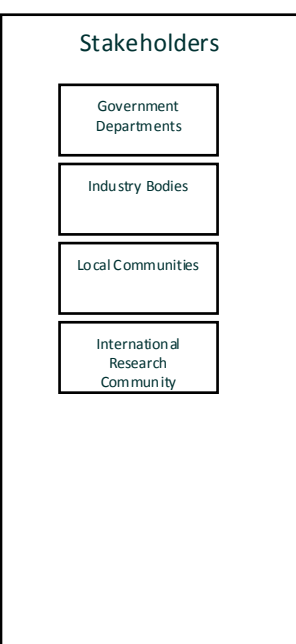 Stakeholders
Government
Departments
Industry Bodies
Local Communities
International
Research
Community